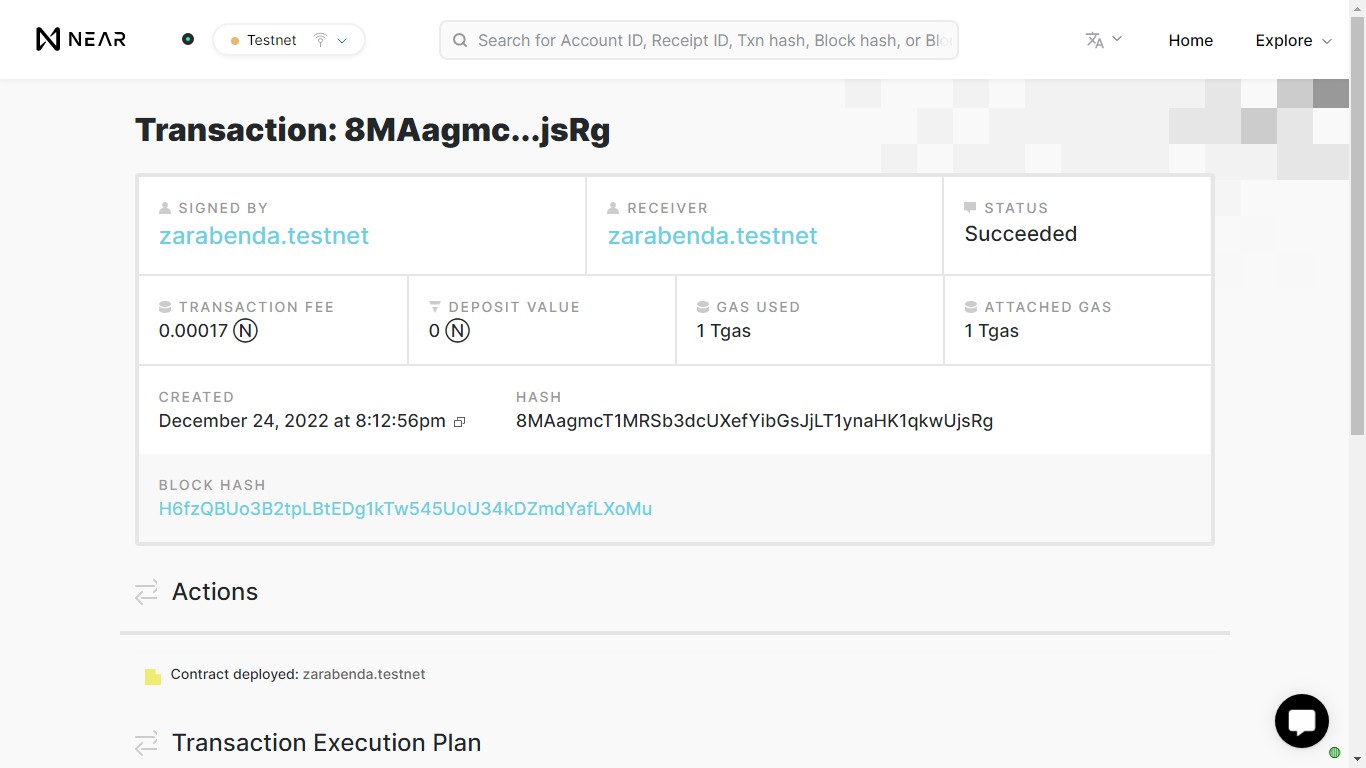 NEAR
Testnet
Search for Account ID, Receipt ID, Txn hash, Block hash, or Blo
Home
Explore
Transaction: 8MAagmc...jsRg
SIGNED BY
zarabenda.testnet
RECEIVER
zarabenda.testnet
STATUS
Succeeded
TRANSACTION FEE
0.00017 Ⓝ
DEPOSIT VALUE
0 Ⓝ
GAS USED
1 Tgas
ATTACHED GAS
1 Tgas
CREATED
December 24, 2022 at 8:12:56pm
HASH
8MAagmcT1MRSb3dcUXefYibGsJjLT1ynaHK1qkwUjsRg
BLOCK HASH
H6fzQBUo3B2tpLBtEDg1kTw545UoU34kDZmdYafLXoMu
Actions
Contract deployed: zarabenda.testnet
Transaction Execution Plan